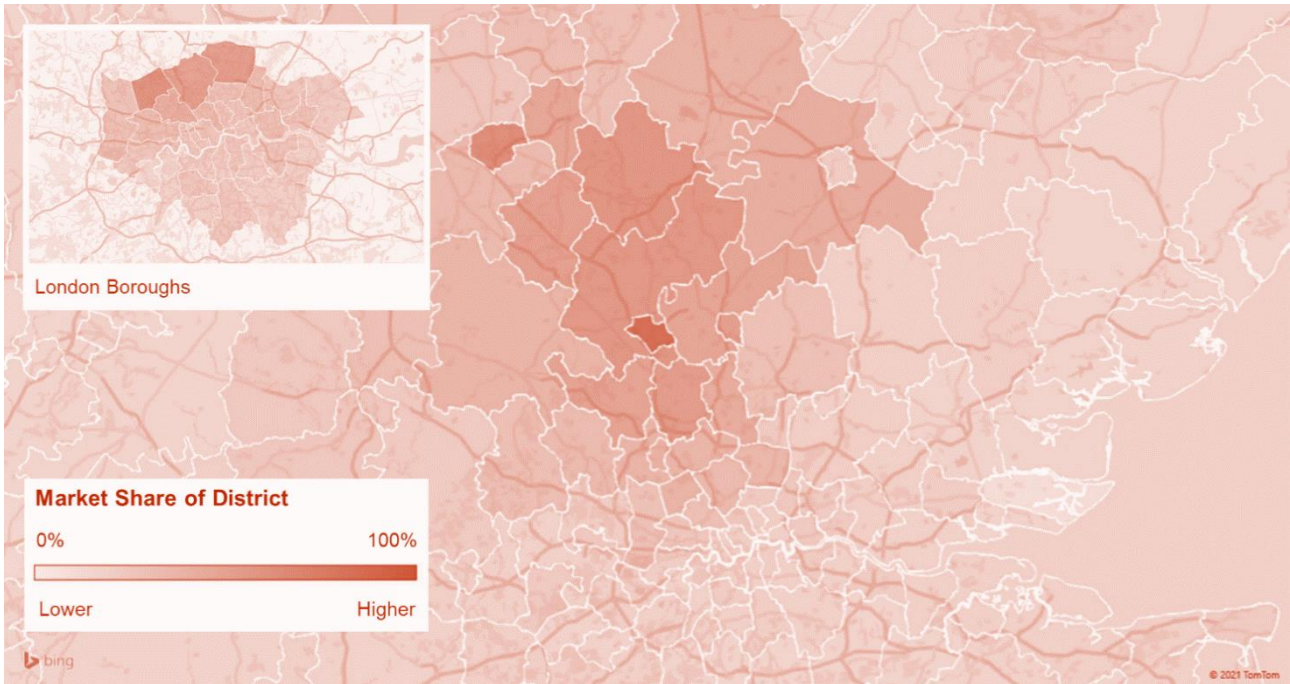 London Boroughs
Market Share of District
0% 100%
Lower Higher
bing
© 2021 TomTom